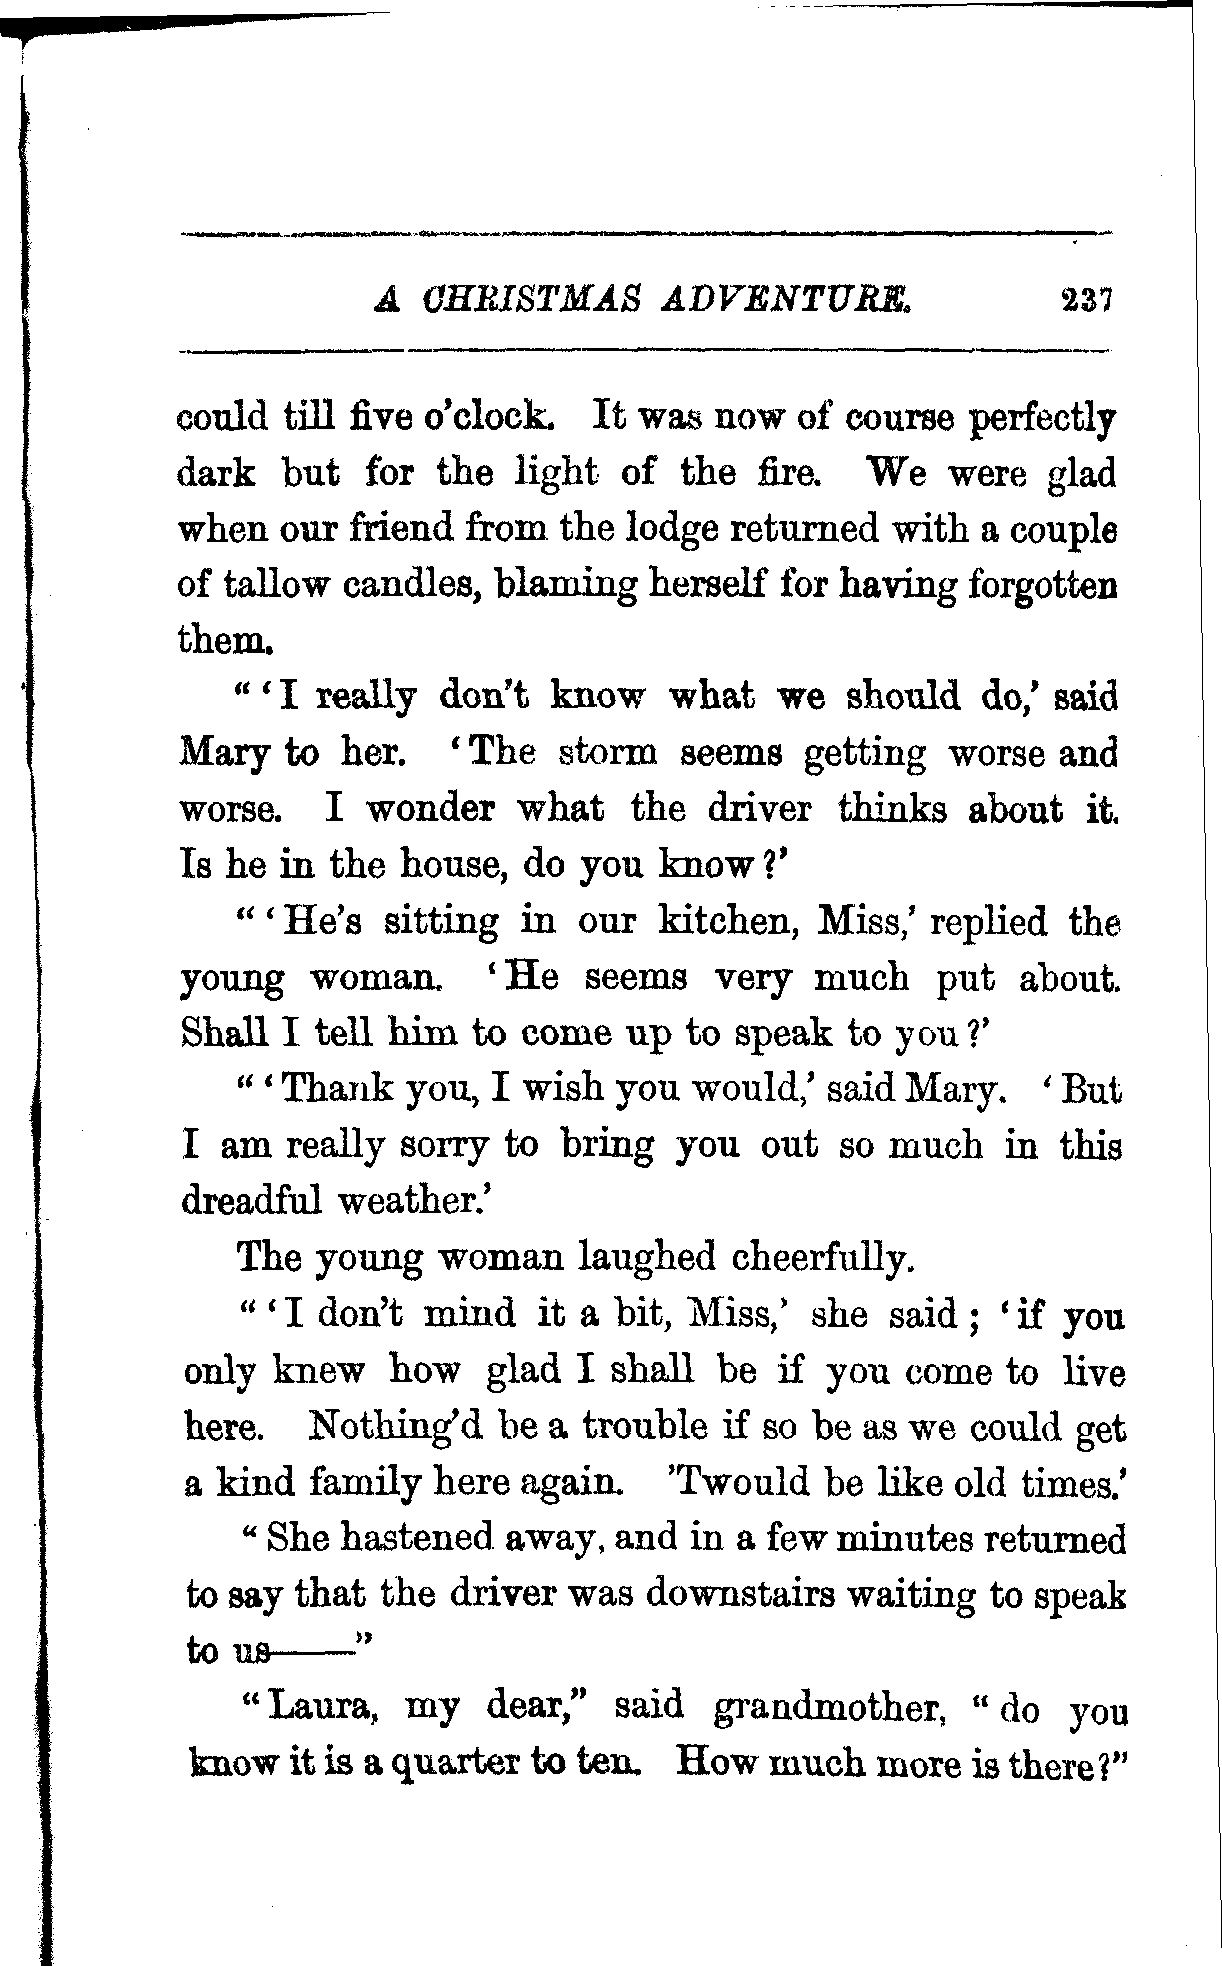 A CHRISTMAS ADVENTURE. 237
could till five o'clock. It was now of course perfectly
dark but for the light of the fire. We were glad
when our friend from the lodge returned with a couple
of tallow candles, blaming herself for having forgotten
them.
" 'I really don't know what we should do,' said
Mary to her. 'The storm seems getting worse and
worse. I wonder what the driver thinks about it.
Is he in the house, do you know?'
" 'He's sitting in our kitchen, Miss,' replied the
young woman. 'He seems very much put about.
Shall I tell him to come up to speak to you?'
" 'Thank you, I wish you would,' said Mary. 'But
I am really sorry to bring you out so much in this
dreadful weather.'
The young woman laughed cheerfully.
" 'I don't mind it a bit, Miss,' she said; 'if you
only knew how glad I shall be if you come to live
here. Nothing'd be a trouble if so be as we could get
a kind family here again. 'Twould be like old times.'
"She hastened away, and in a few minutes returned
to say that the driver was downstairs waiting to speak
to us——"
"Laura, my dear," said grandmother, "do you
know it is a quarter to ten. How much more is there?"